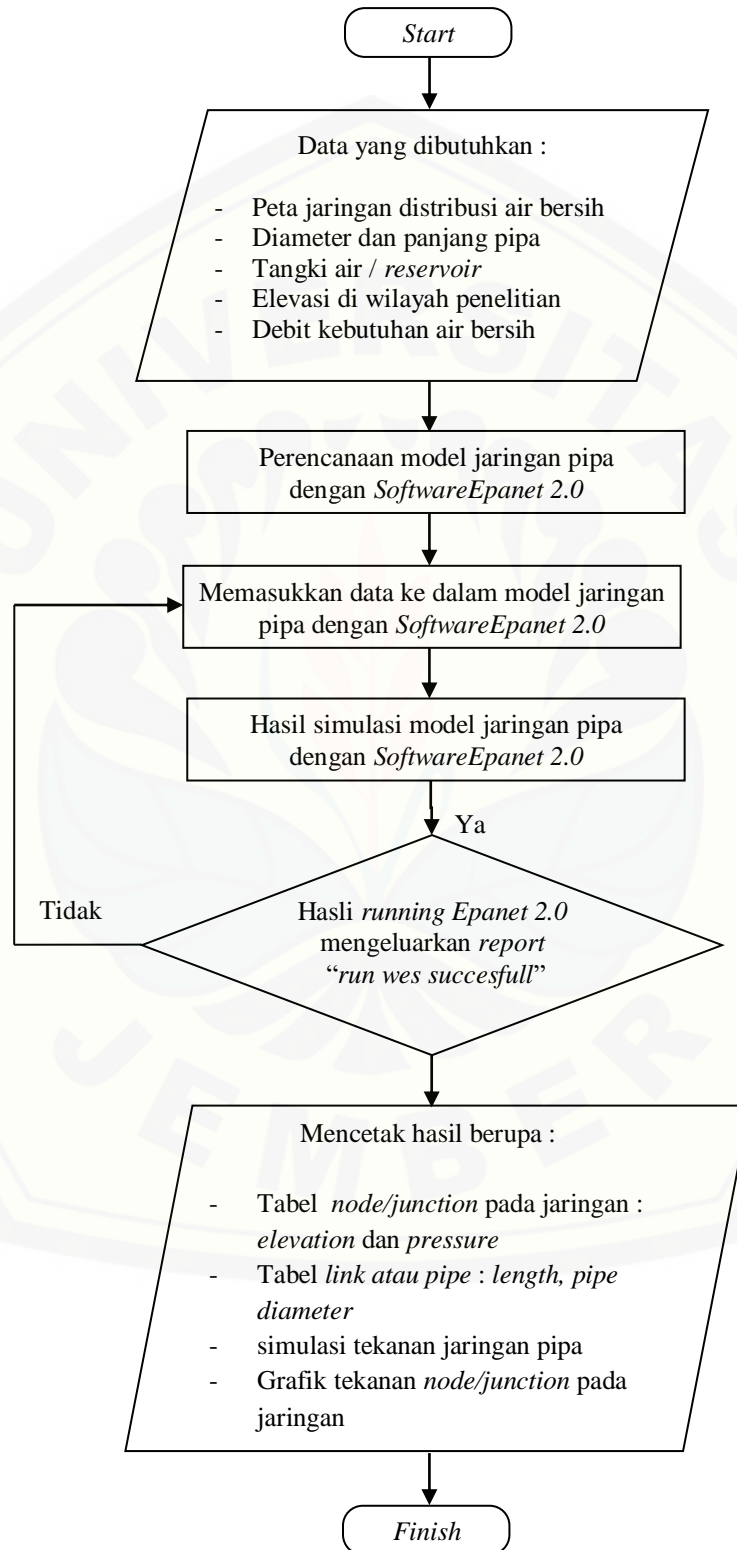 Start
Data yang dibutuhkan :
- Peta jaringan distribusi air bersih
- Diameter dan panjang pipa
- Tangki air / reservoir
- Elevasi di wilayah penelitian
- Debit kebutuhan air bersih
Perencanaan model jaringan pipa
dengan SoftwareEpanet 2.0
Memasukkan data ke dalam model jaringan
pipa dengan SoftwareEpanet 2.0
Hasil simulasi model jaringan pipa
dengan SoftwareEpanet 2.0
Ya
Tidak
Hasli running Epanet 2.0
mengeluarkan report
“run wes succesfull”
Mencetak hasil berupa :
- Tabel node/junction pada jaringan :
elevation dan pressure
- Tabel link atau pipe : length, pipe
diameter
- simulasi tekanan jaringan pipa
- Grafik tekanan node/junction pada
jaringan
Finish
UNIVERSITAS
JEMBER